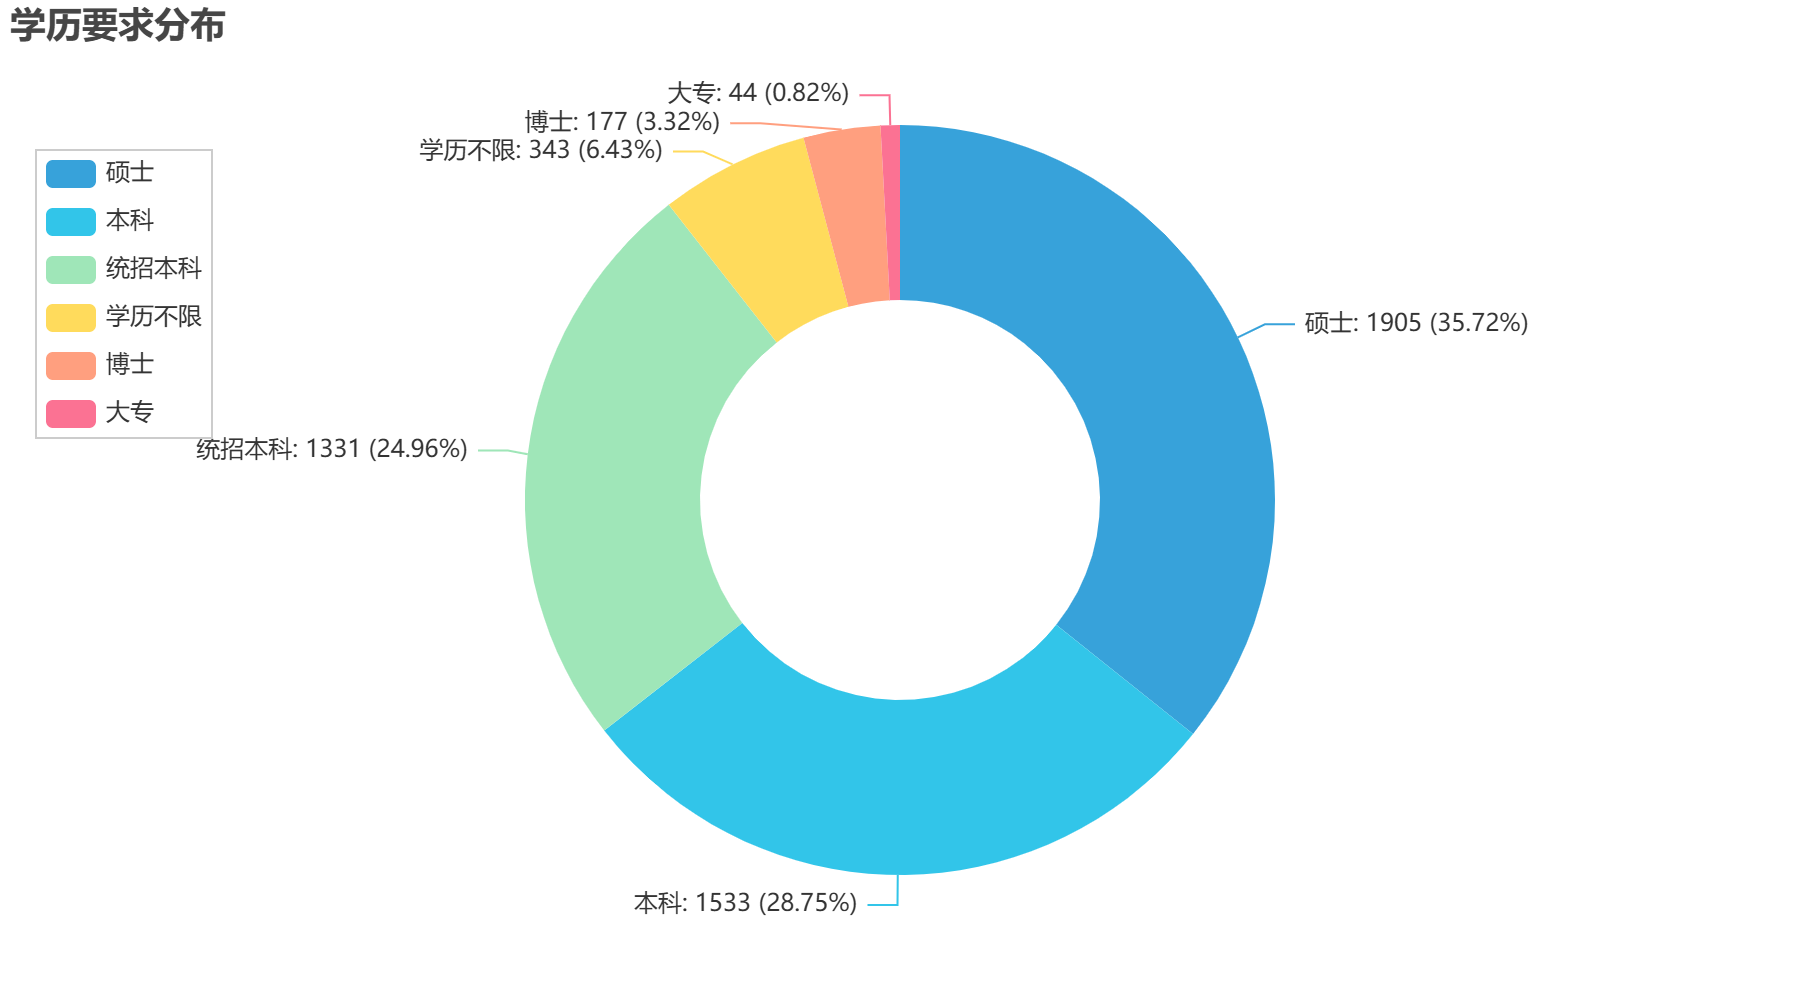 学历要求分布
大专: 44 (0.82%)
博士: 177 (3.32%)
学历不限: 343 (6.43%)
硕士
本科
统招本科
学历不限
博士
大专
硕士: 1905 (35.72%)
统招本科: 1331 (24.96%)
本科: 1533 (28.75%)